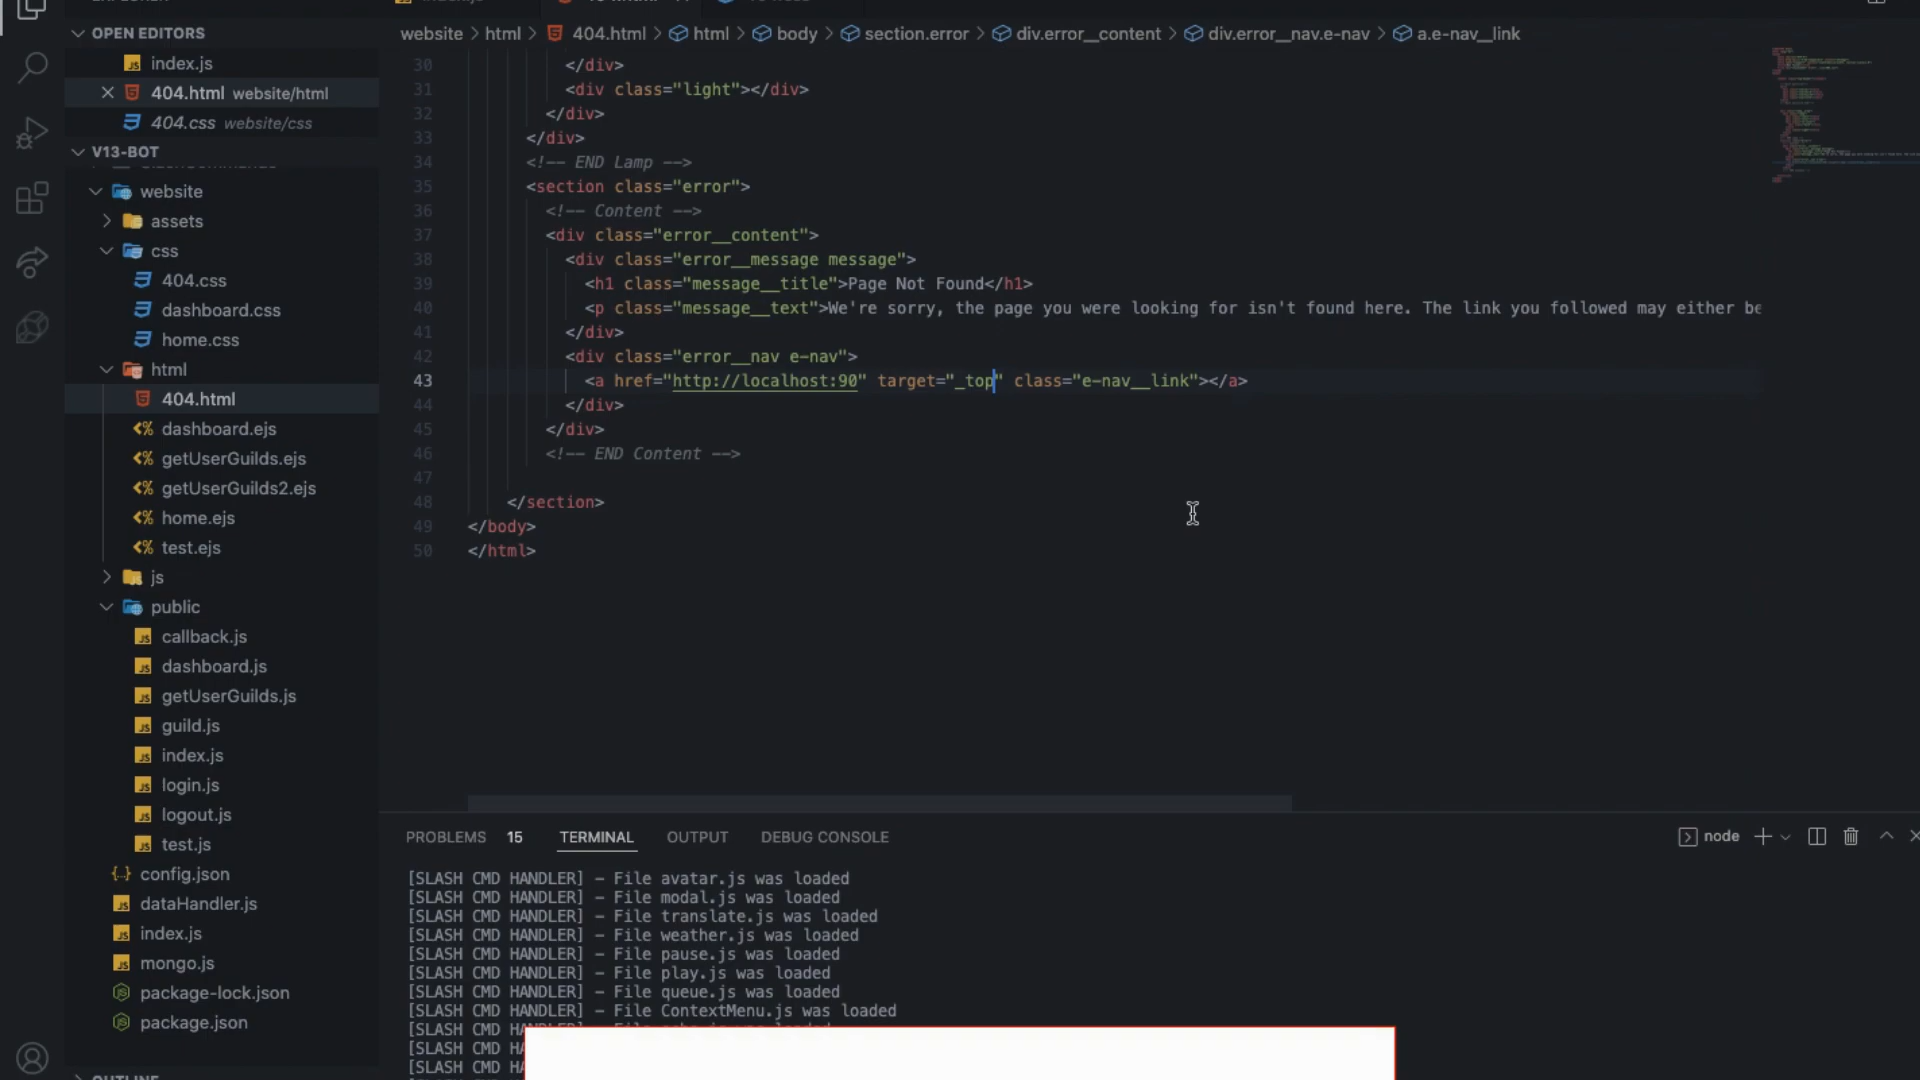 OPEN EDITORS
index.js
404.html website/html
404.css website/css
V13-BOT
website
assets
css
404.css
dashboard.css
home.css
html
404.html
dashboard.ejs
getUserGuilds.ejs
getUserGuilds2.ejs
home.ejs
test.ejs
js
public
callback.js
dashboard.js
getUserGuilds.js
guild.js
index.js
login.js
logout.js
test.js
config.json
dataHandler.js
index.js
mongo.js
package-lock.json
package.json
website > html > 404.html > html > body > section.error > div.error__content > div.error__nav.e-nav > a.e-nav__link
30 </div>
31 <div class="light"></div>
32 </div>
33 </div>
34 <!-- END Lamp -->
35 <section class="error">
36 <!-- Content -->
37 <div class="error__content">
38 <div class="error__message message">
39 <h1 class="message__title">Page Not Found</h1>
40 <p class="message__text">We're sorry, the page you were looking for isn't found here. The link you followed may either be
41 </div>
42 <div class="error__nav e-nav">
43 <a href="http://localhost:90" target="_top" class="e-nav__link"></a>
44 </div>
45 </div>
46 <!-- END Content -->
47
48 </section>
49 </body>
50 </html>
PROBLEMS 15 TERMINAL OUTPUT DEBUG CONSOLE node
[SLASH CMD HANDLER] - File avatar.js was loaded
[SLASH CMD HANDLER] - File modal.js was loaded
[SLASH CMD HANDLER] - File translate.js was loaded
[SLASH CMD HANDLER] - File weather.js was loaded
[SLASH CMD HANDLER] - File pause.js was loaded
[SLASH CMD HANDLER] - File play.js was loaded
[SLASH CMD HANDLER] - File queue.js was loaded
[SLASH CMD HANDLER] - File ContextMenu.js was loaded
[SLASH CMD
[SLASH CMD
[SLASH CMD